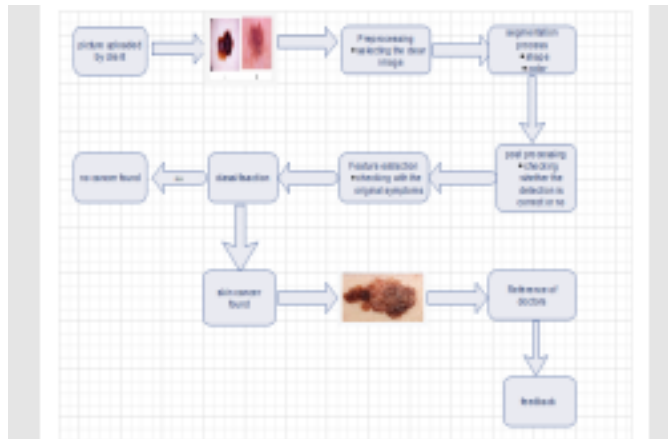 picture uploaded
by client
Preprocessing
•selecting the clear
image
segmentation
process
•shape
•color
post processing
•checking
whether the
detection is
correct or no
Feature extraction
•checking with the
original symptoms
classification
no
no cancer found
skin cancer
found
Reference of
doctors
feedback